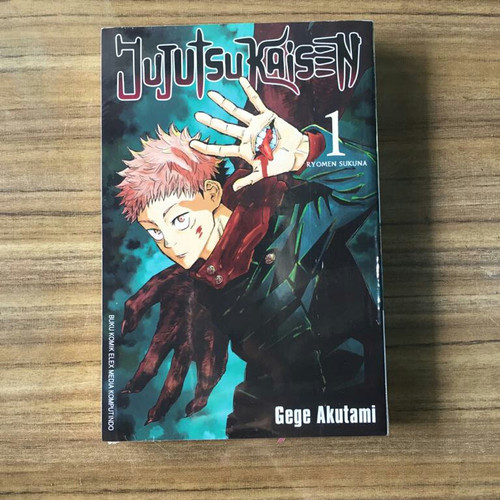 JUJUTSU KAISEN
1
RYOMEN SUKUNA
BUKU KOMIK ELEX MEDIA KOMPUTINDO
Gege Akutami